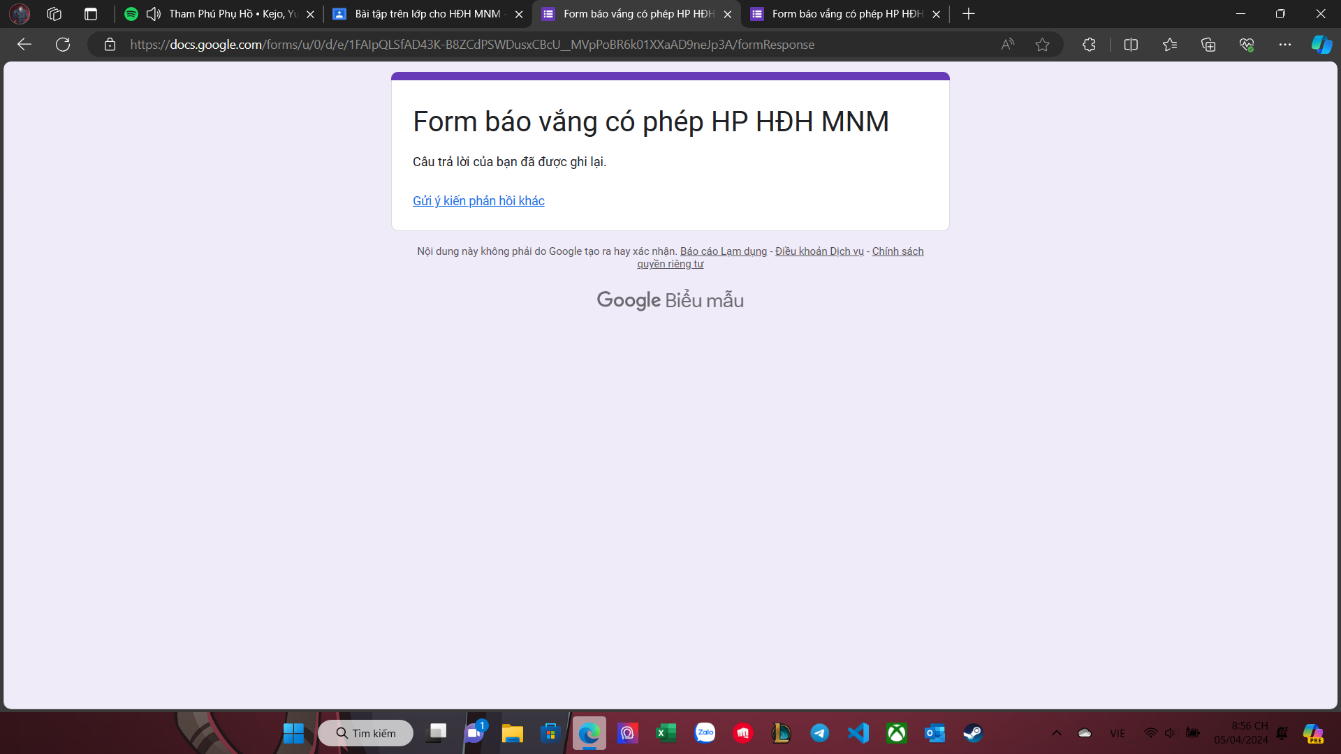 Tham Phú Phụ Hồ • Kejo, Yu
Bài tập trên lớp cho HĐH MNM -
Form báo vắng có phép HP HĐH
Form báo vắng có phép HP HĐH
https://docs.google.com/forms/u/0/d/e/1FAIpQLSfAD43K-B8ZCdPSWDusxCBcU__MVpPoBR6k01XXaAD9neJp3A/formResponse
Form báo vắng có phép HP HĐH MNM
Câu trả lời của bạn đã được ghi lại.
Gửi ý kiến phản hồi khác
Nội dung này không phải do Google tạo ra hay xác nhận. Báo cáo Lạm dụng - Điều khoản Dịch vụ - Chính sách
quyền riêng tư
Google Biểu mẫu
Tìm kiếm
1
Zalo
VIE
8:56 CH
05/04/2024
PRE